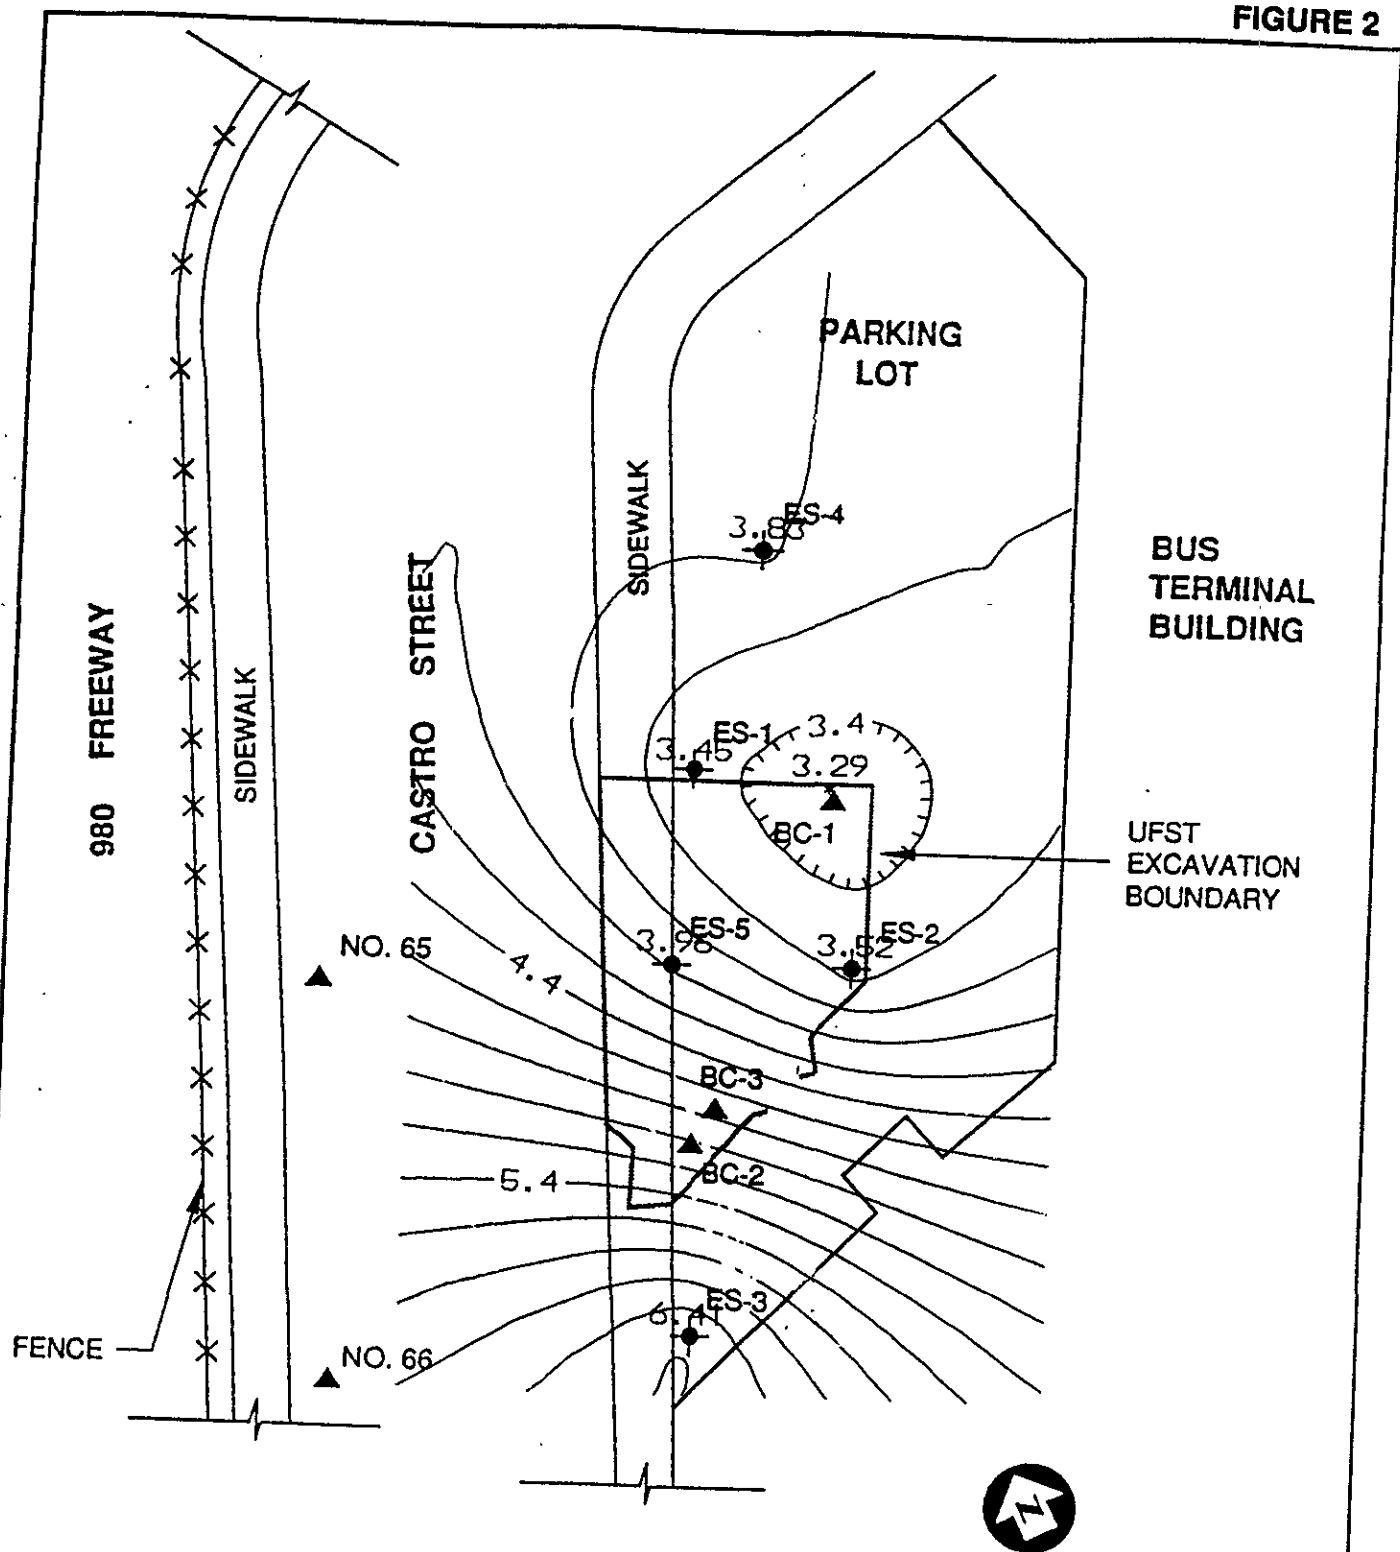 FIGURE 2
PARKING
LOT
SIDEWALK
ES-4
3.83
BUS
TERMINAL
BUILDING
980 FREEWAY
SIDEWALK
CASTRO STREET
ES-1
3.45
3.4
3.29
BC-1
UFST
EXCAVATION
BOUNDARY
NO. 65
ES-5
3.96
ES-2
3.52
4.4
BC-3
BC-2
5.4
ES-3
6.41
FENCE
NO. 66
N